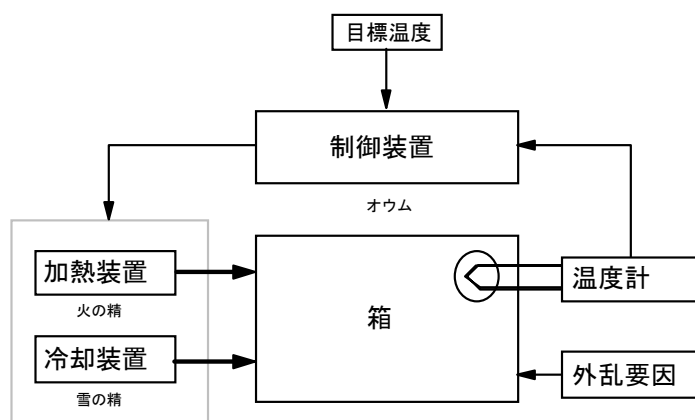 目標温度
制御装置
オウム
加熱装置
火の精
冷却装置
雪の精
箱
温度計
外乱要因